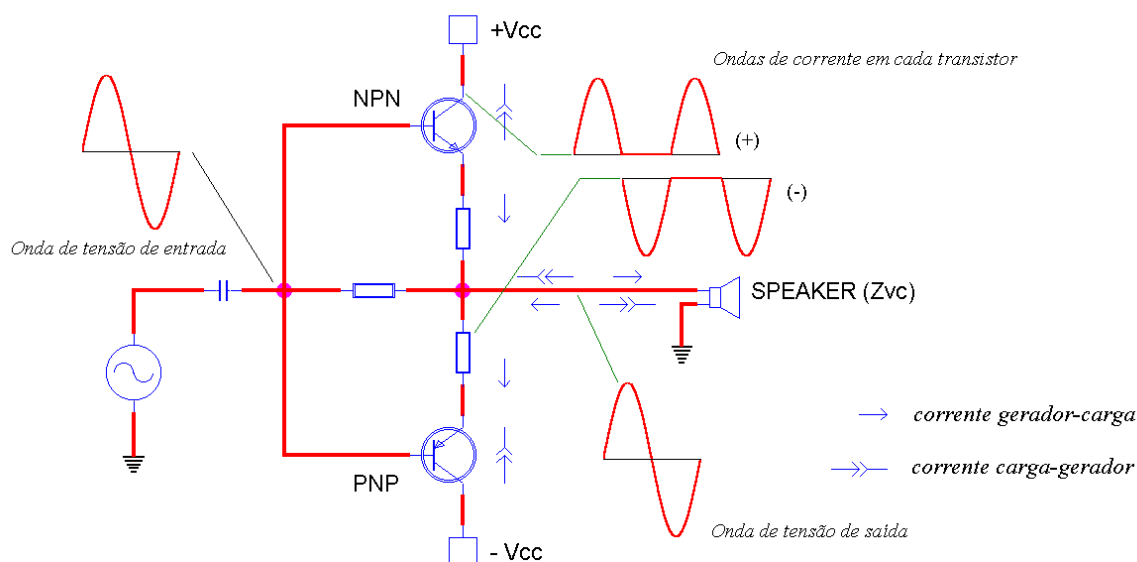 +Vcc
Ondas de corrente em cada transistor
NPN
(+)
(-)
Onda de tensão de entrada
SPEAKER (Zvc)
corrente gerador-carga
corrente carga-gerador
PNP
Onda de tensão de saída
- Vcc